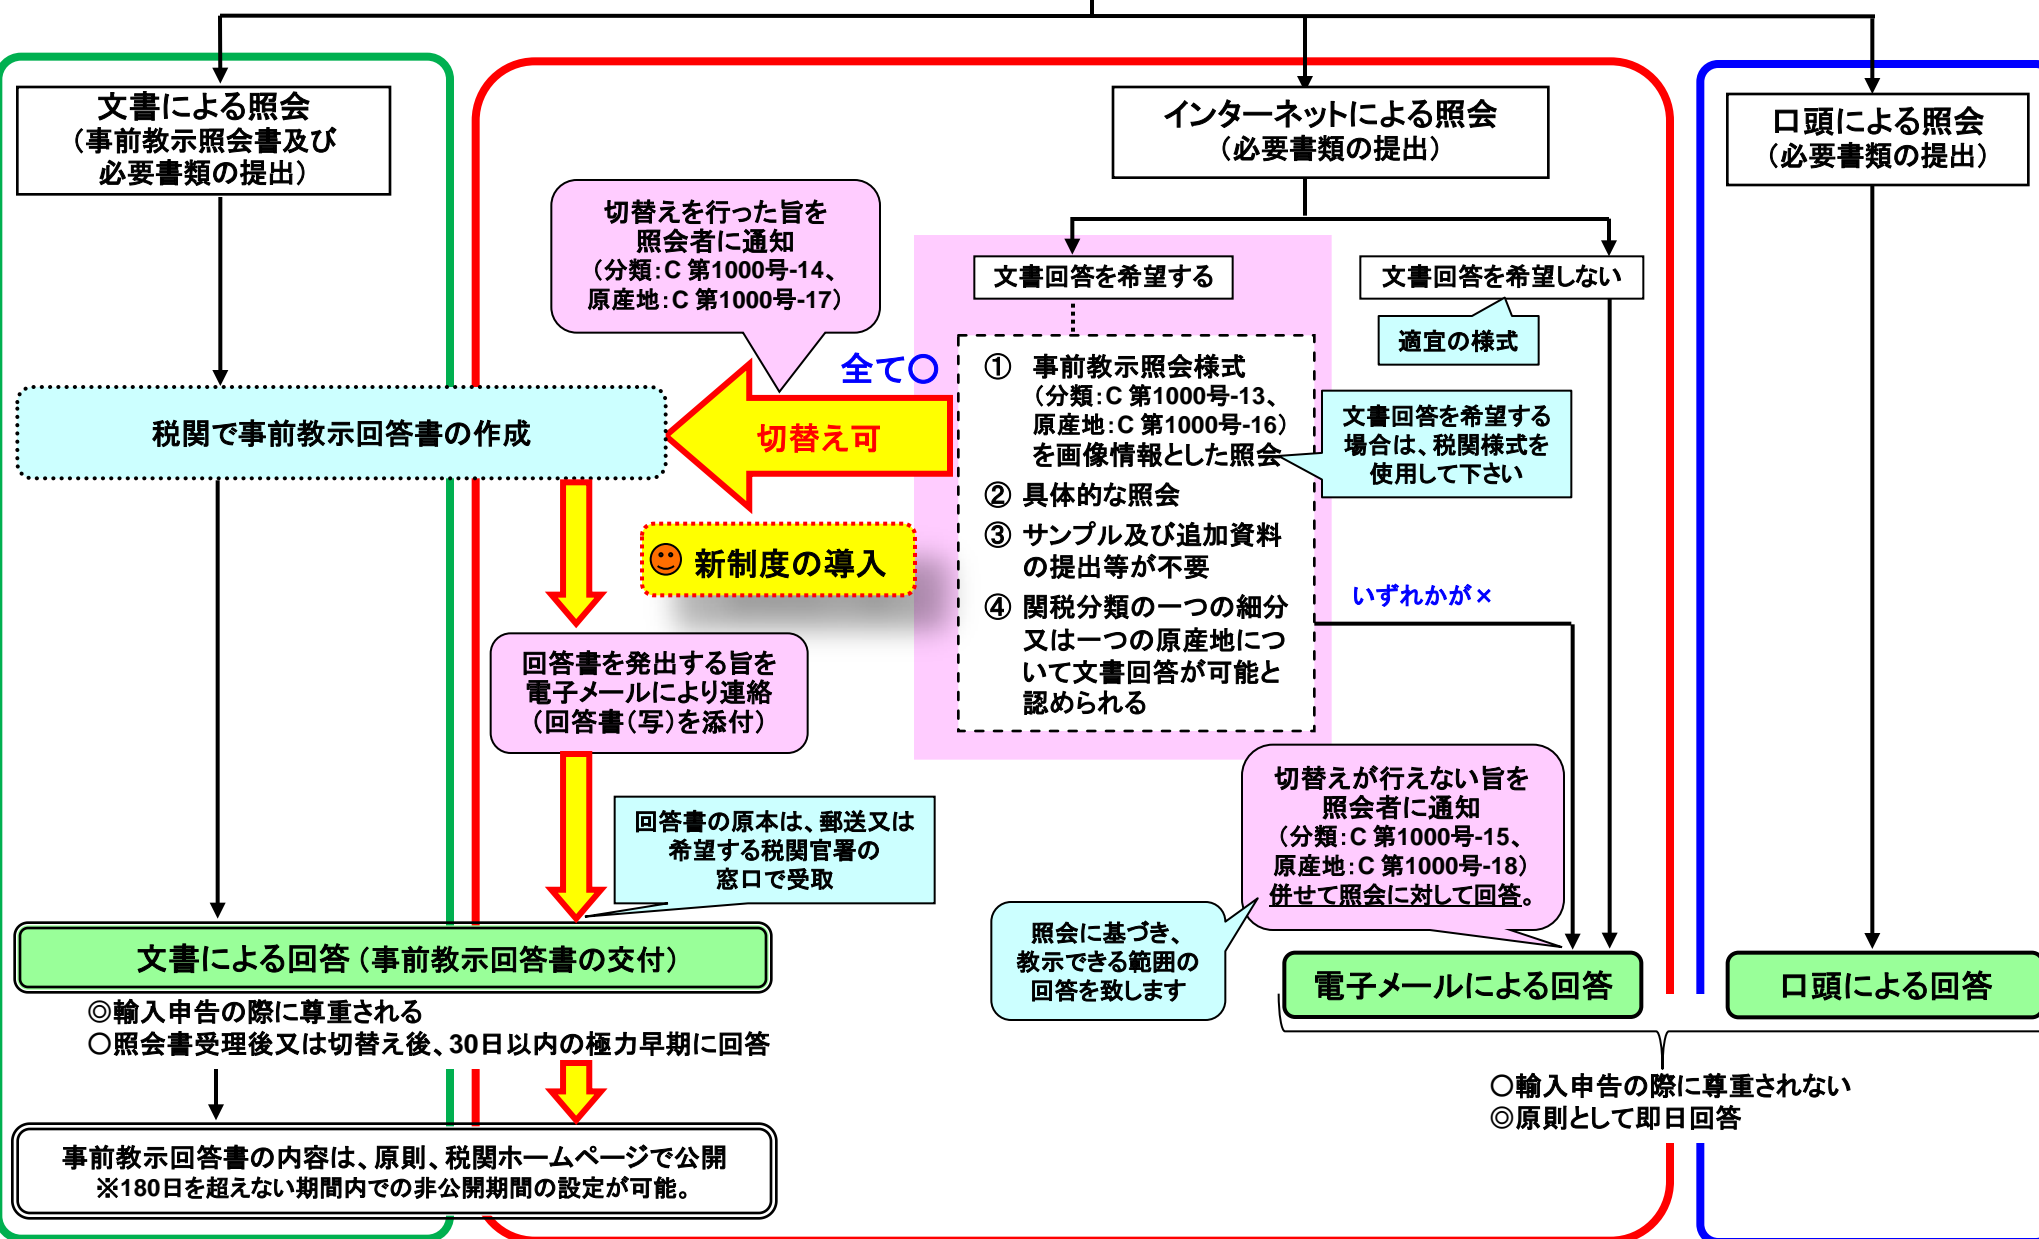 文書による照会
（事前教示照会書及び
必要書類の提出）
インターネットによる照会
（必要書類の提出）
口頭による照会
（必要書類の提出）
切替えを行った旨を
照会者に通知
（分類：C 第1000号-14、
原産地：C 第1000号-17）
文書回答を希望する
文書回答を希望しない
適宜の様式
全て〇
切替え可
① 事前教示照会様式
（分類：C 第1000号-13、
原産地：C 第1000号-16）
を画像情報とした照会
② 具体的な照会
③ サンプル及び追加資料
の提出等が不要
④ 関税分類の一つの細分
又は一つの原産地につ
いて文書回答が可能と
認められる
文書回答を希望する
場合は、税関様式を
使用して下さい
税関で事前教示回答書の作成
新制度の導入
いずれかが×
回答書を発出する旨を
電子メールにより連絡
（回答書（写）を添付）
回答書の原本は、郵送又は
希望する税関官署の
窓口で受取
切替えが行えない旨を
照会者に通知
（分類：C 第1000号-15、
原産地：C 第1000号-18）
併せて照会に対して回答。
照会に基づき、
教示できる範囲の
回答を致します
文書による回答（事前教示回答書の交付）
電子メールによる回答
口頭による回答
◎輸入申告の際に尊重される
〇照会書受理後又は切替え後、30日以内の極力早期に回答
〇輸入申告の際に尊重されない
◎原則として即日回答
事前教示回答書の内容は、原則、税関ホームページで公開
※180日を超えない期間内での非公開期間の設定が可能。